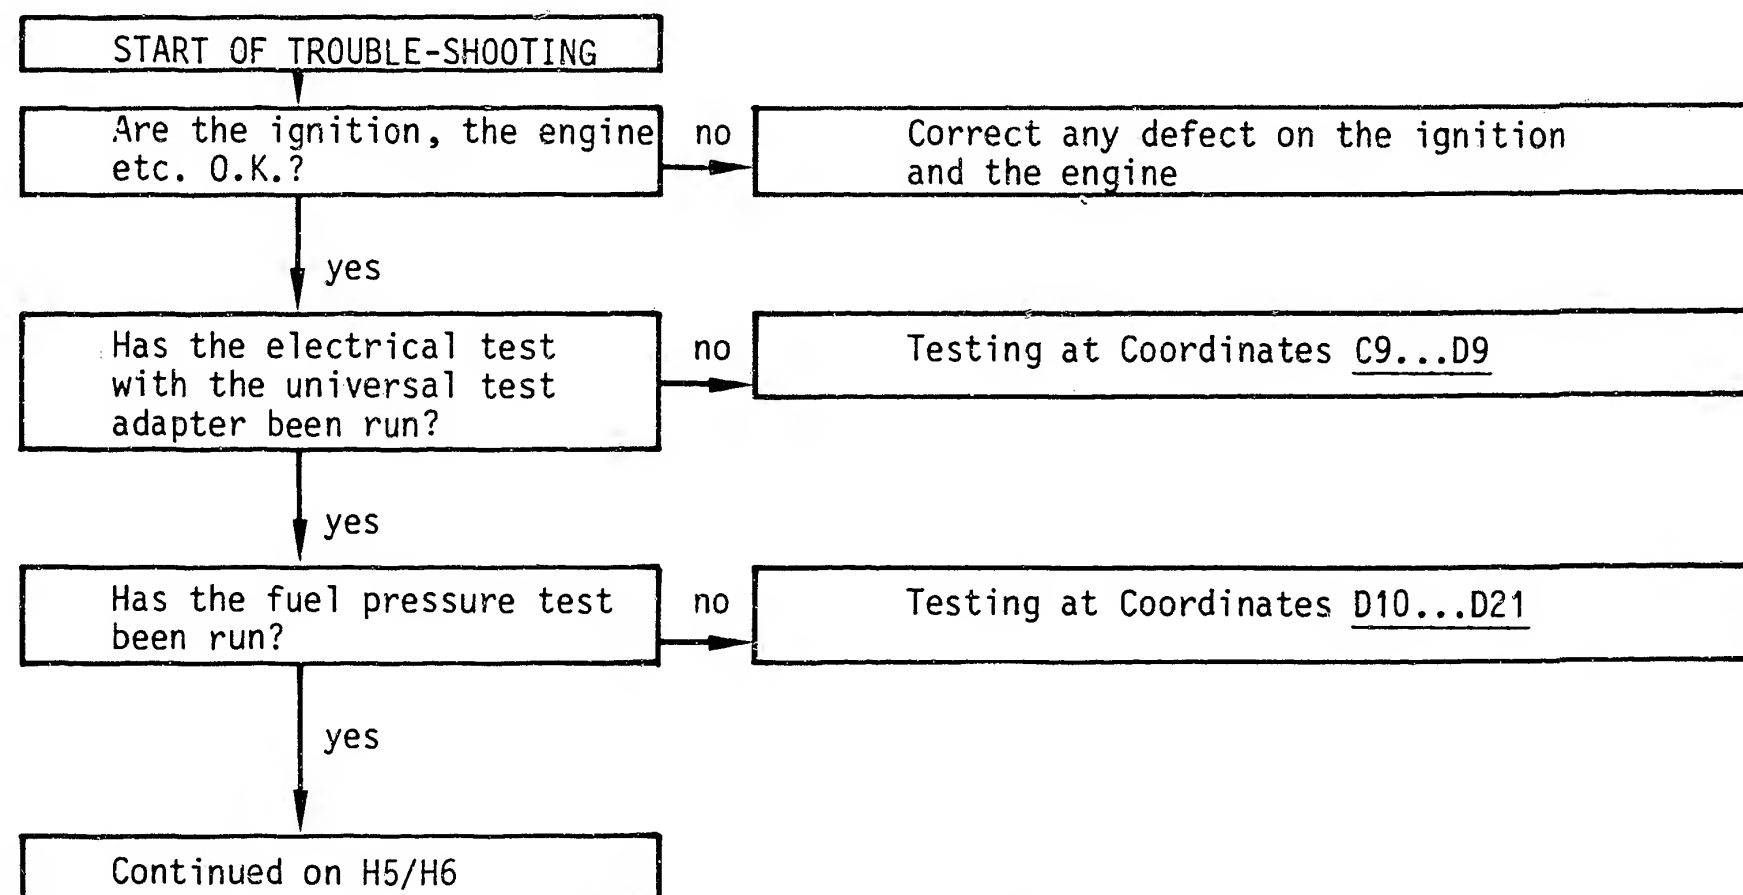 START OF TROUBLE-SHOOTING
Are the ignition, the engine
etc. O.K.?
no
Correct any defect on the ignition
and the engine
yes
Has the electrical test
with the universal test
adapter been run?
no
Testing at Coordinates C9...D9
yes
Has the fuel pressure test
been run?
no
Testing at Coordinates D10...D21
yes
Continued on H5/H6